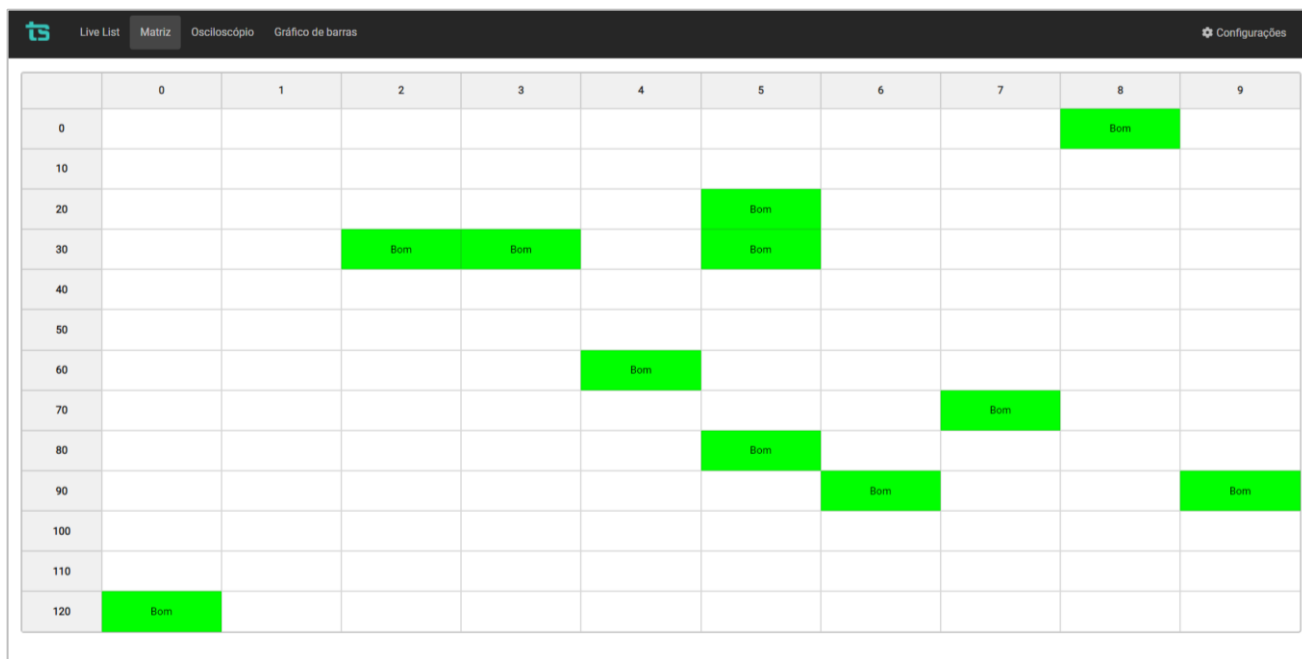 ts Live List Matriz Osciloscópio Gráfico de barras Configurações
0 1 2 3 4 5 6 7 8 9
0 Bom
10
20 Bom
30 Bom Bom Bom
40
50
60 Bom
70 Bom
80 Bom
90 Bom Bom
100
110
120 Bom